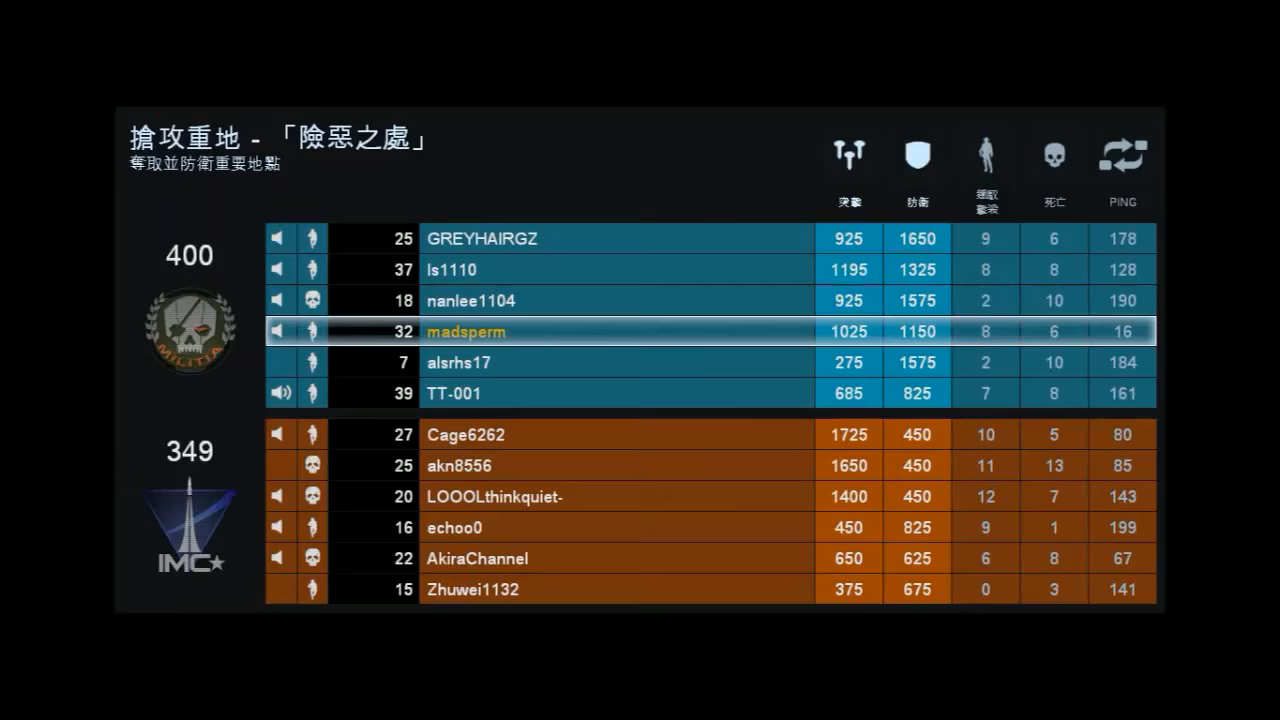 搶攻重地 - 「險惡之處」
奪取並防衛重要地點
突擊 防衛 鐵馭擊殺 死亡 PING
400
MILITIA
25 GREYHAIRGZ 925 1650 9 6 178
37 ls1110 1195 1325 8 8 128
18 nanlee1104 925 1575 2 10 190
32 madsperm 1025 1150 8 6 16
7 alsrhs17 275 1575 2 10 184
39 TT-001 685 825 7 8 161
349
IMC
27 Cage6262 1725 450 10 5 80
25 akn8556 1650 450 11 13 85
20 LOOOLthinkquiet- 1400 450 12 7 143
16 echoo0 450 825 9 1 199
22 AkiraChannel 650 625 6 8 67
15 Zhuwei1132 375 675 0 3 141